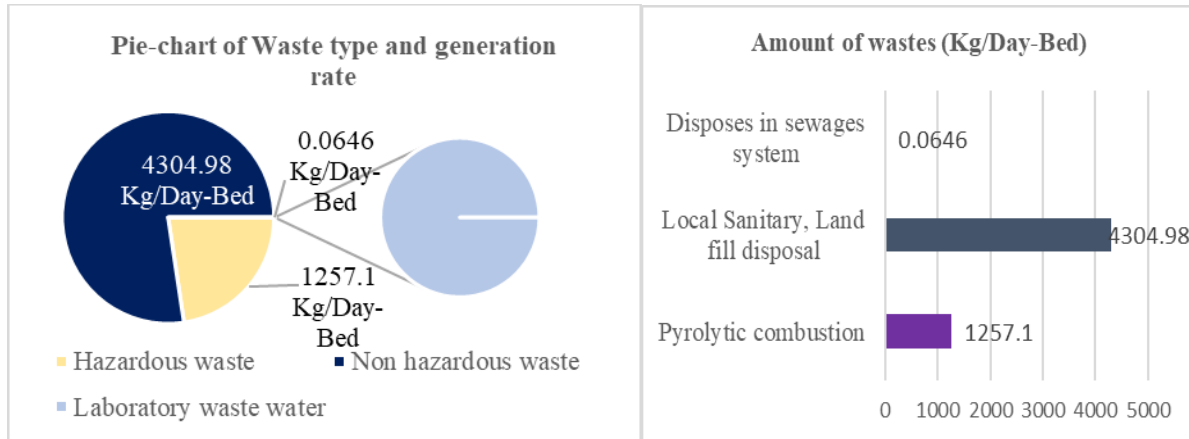 Pie-chart of Waste type and generation
rate
4304.98
Kg/Day-Bed
0.0646
Kg/Day-
Bed
1257.1
Kg/Day-
Bed
Hazardous waste
Non hazardous waste
Laboratory waste water
Amount of wastes (Kg/Day-Bed)
Disposes in sewages
system
0.0646
Local Sanitary, Land
fill disposal
4304.98
Pyrolytic combustion
1257.1
0 1000 2000 3000 4000 5000